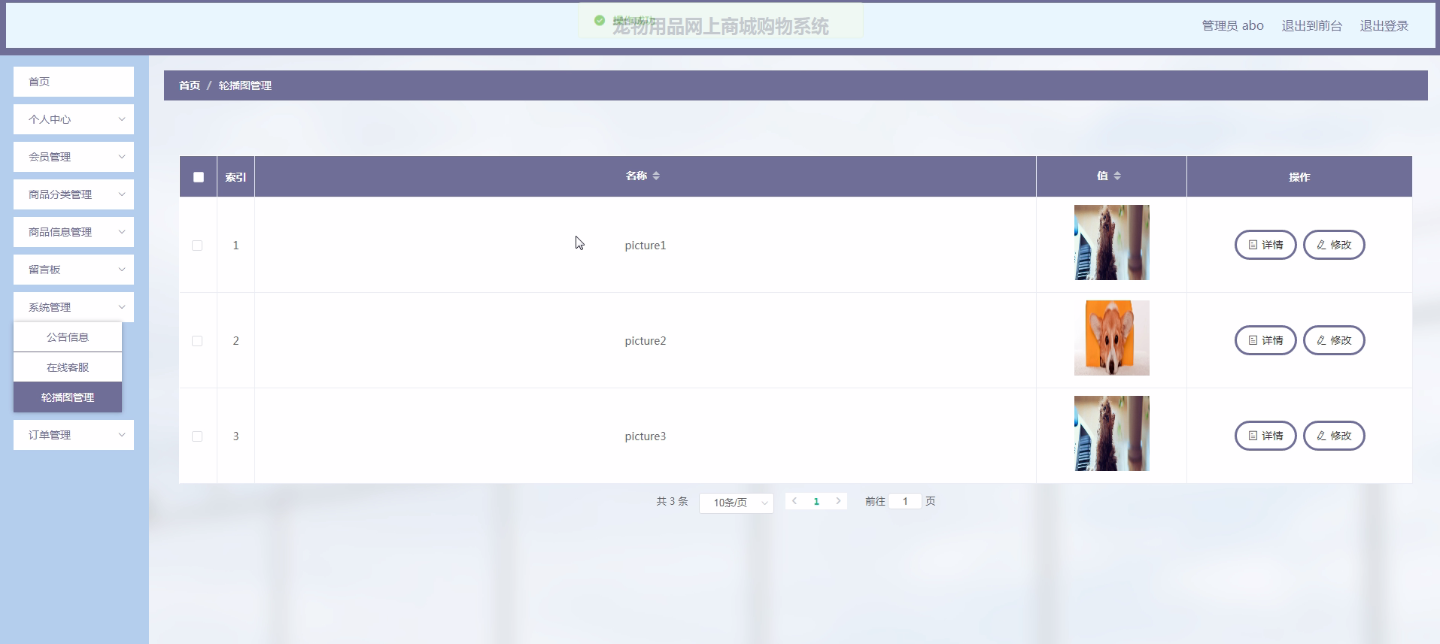 操作成功
宠物用品网上商城购物系统
管理员 abo 退出到前台 退出登录
首页
个人中心
会员管理
商品分类管理
商品信息管理
留言板
系统管理
公告信息
在线客服
轮播图管理
订单管理
首页 / 轮播图管理
索引 名称 值 操作
1 picture1 详情 修改
2 picture2 详情 修改
3 picture3 详情 修改
共 3 条 10条/页 1 前往 1 页